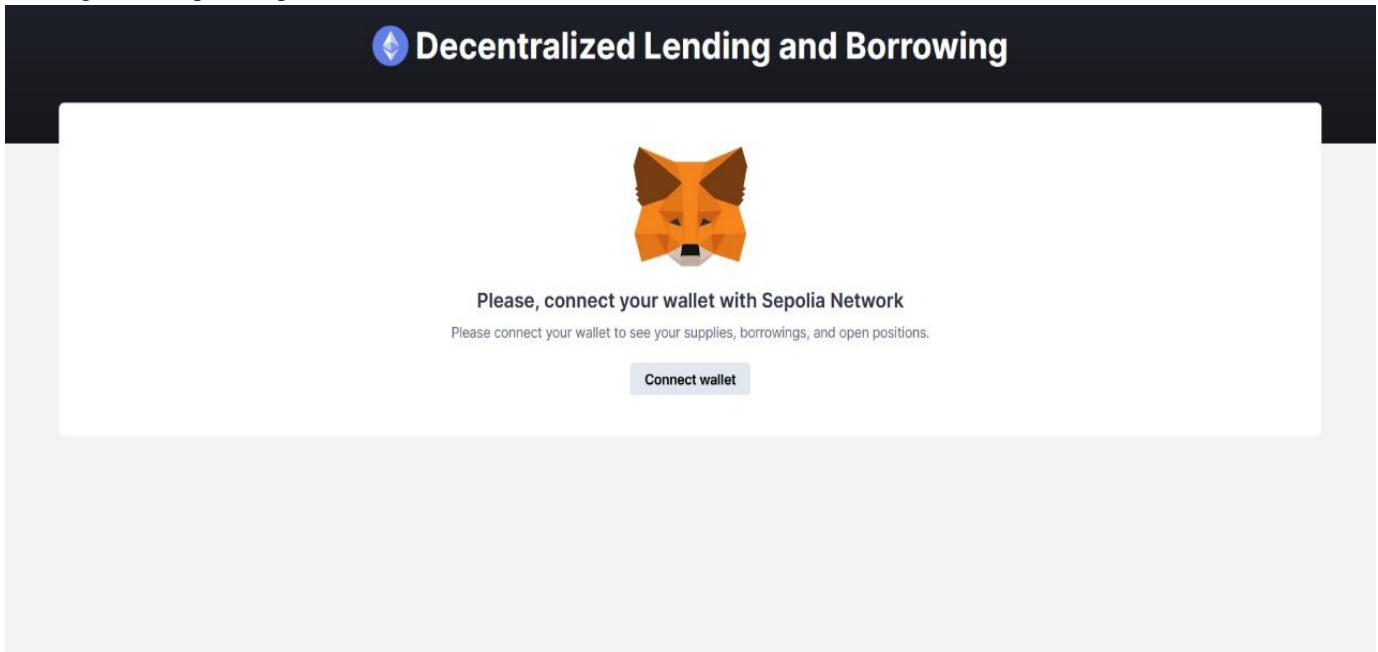 Decentralized Lending and Borrowing
Please, connect your wallet with Sepolia Network
Please connect your wallet to see your supplies, borrowings, and open positions.
Connect wallet